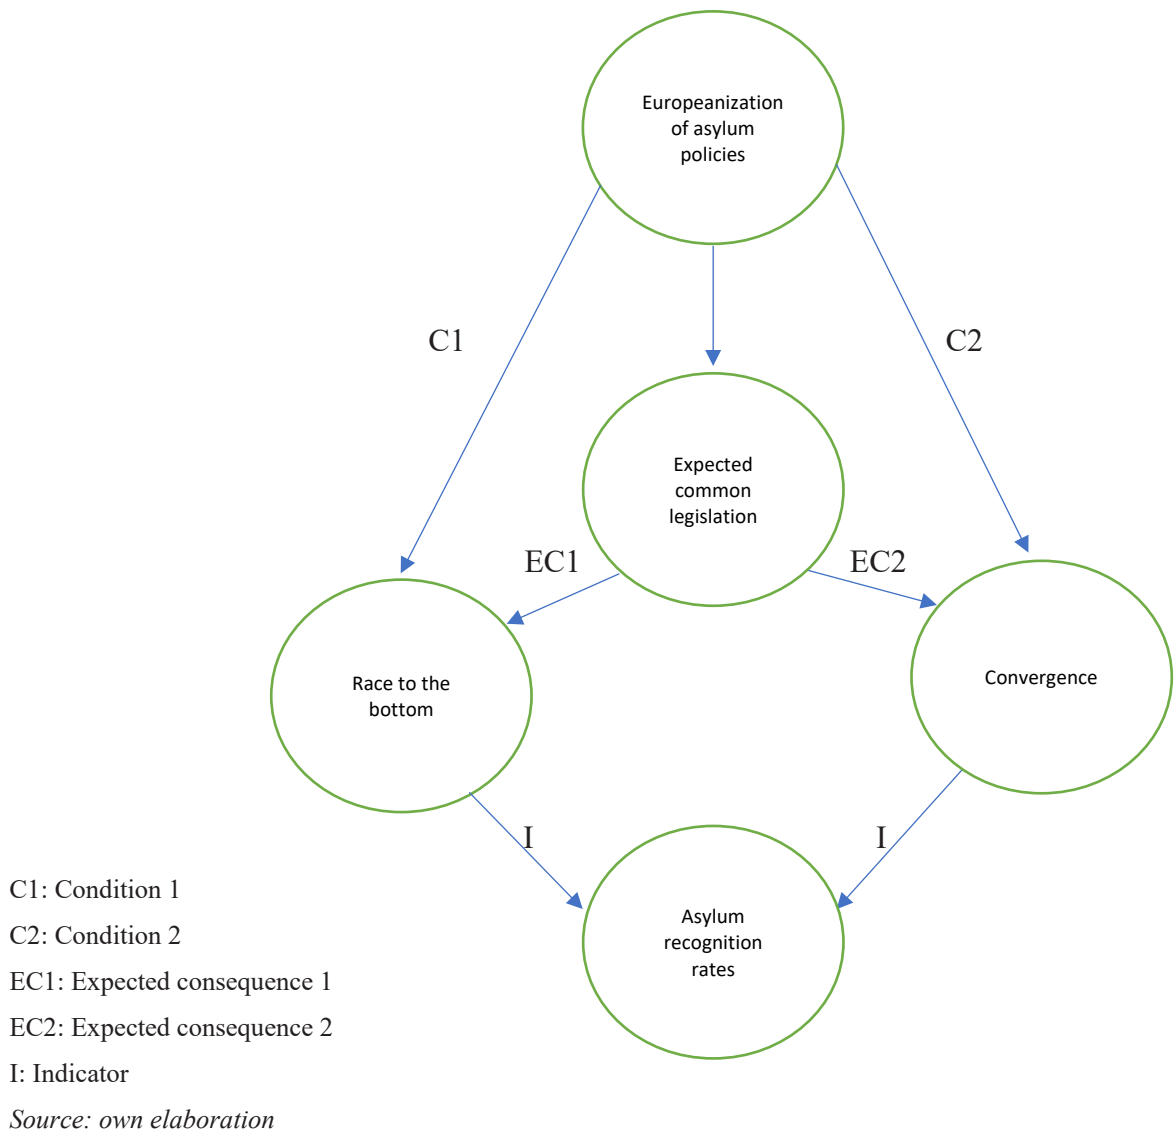 Europeanization
of asylum
policies
C1
C2
Expected
common
legislation
EC1
EC2
Race to the
bottom
Convergence
I
I
Asylum
recognition
rates
C1: Condition 1
C2: Condition 2
EC1: Expected consequence 1
EC2: Expected consequence 2
I: Indicator
Source: own elaboration